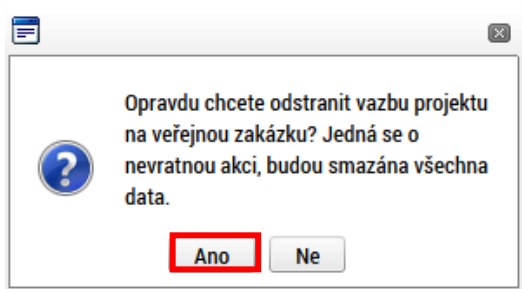 Opravdu chcete odstranit vazbu projektu
na veřejnou zakázku? Jedná se o
nevratnou akci, budou smazána všechna
data.
Ano Ne